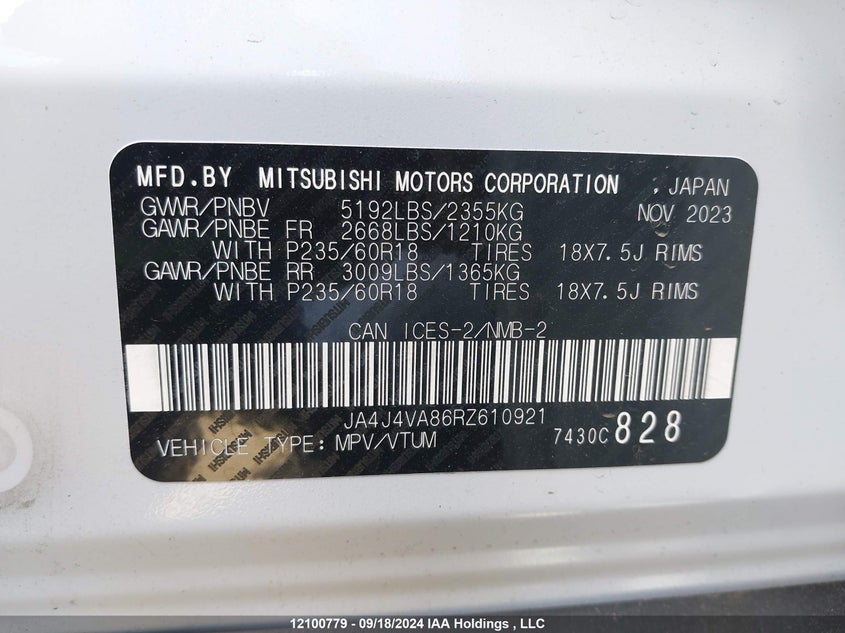 MFD.BY MITSUBISHI MOTORS CORPORATION . JAPAN
GVWR/PNBV 5192LBS/2355KG NOV 2023
GAWR/PNBE FR 2668LBS/1210KG
WITH P235/60R18 TIRES 18X7.5J RIMS
GAWR/PNBE RR 3009LBS/1365KG
WITH P235/60R18 TIRES 18X7.5J RIMS
CAN ICES-2/NMB-2
JA4J4VA86RZ610921
VEHICLE TYPE: MPV/VTUM 7430C 828
12100779 - 09/18/2024 IAA Holdings , LLC